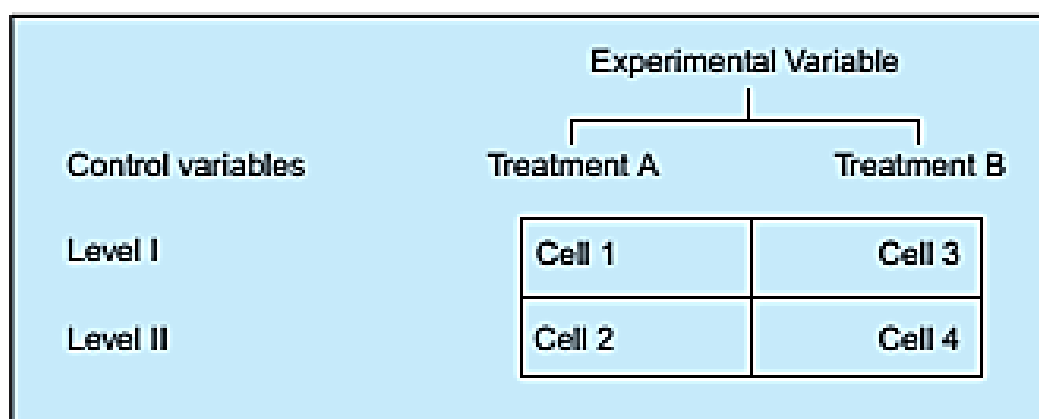 Experimental Variable
Control variables Treatment A Treatment B
Level I Cell 1 Cell 3
Level II Cell 2 Cell 4